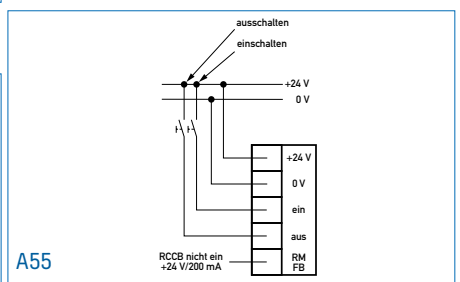 ausschalten
einschalten
+24 V
0 V
+24 V
0 V
ein
aus
RCCB nicht ein
+24 V/200 mA
RM
FB
A55